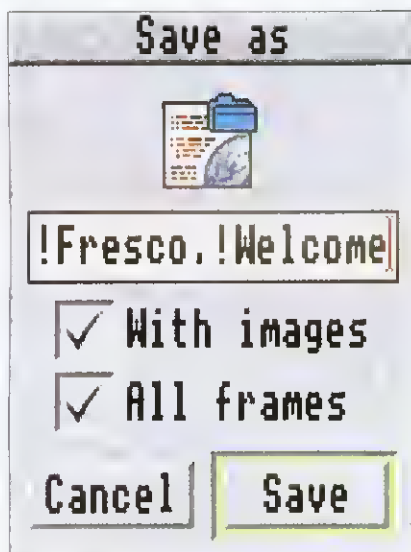 Save as
!Fresco.!Welcome
With images
All frames
Cancel Save